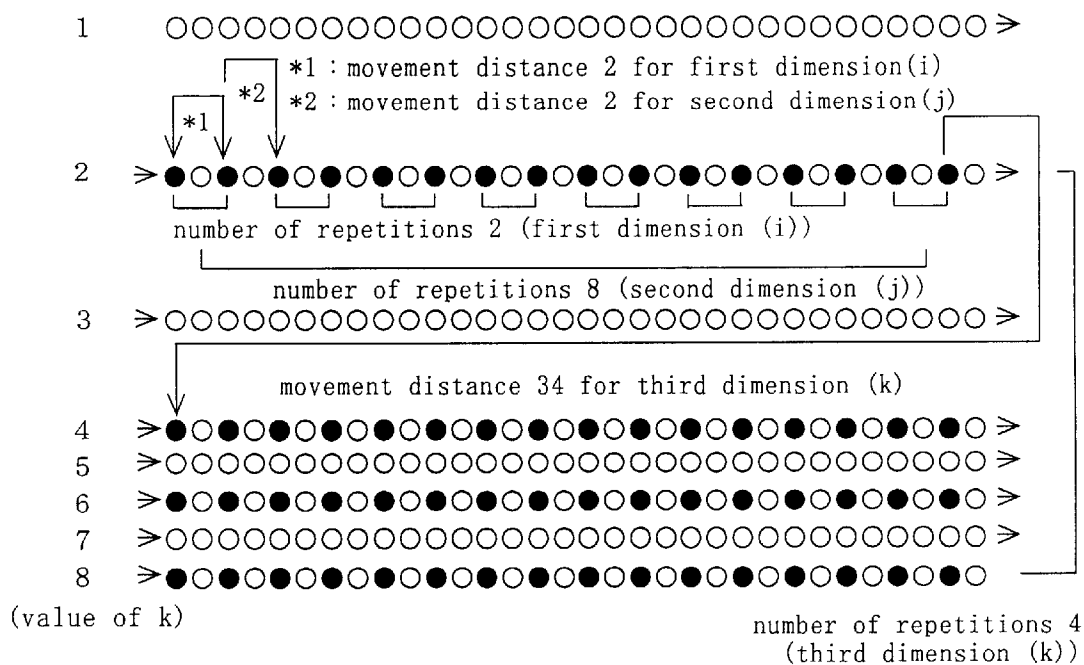 1
*1 : movement distance 2 for first dimension(i)
*2 : movement distance 2 for second dimension(j)
*1
*2
2
number of repetitions 2 (first dimension (i))
number of repetitions 8 (second dimension (j))
3
movement distance 34 for third dimension (k)
4
5
6
7
8
(value of k)
number of repetitions 4
(third dimension (k))